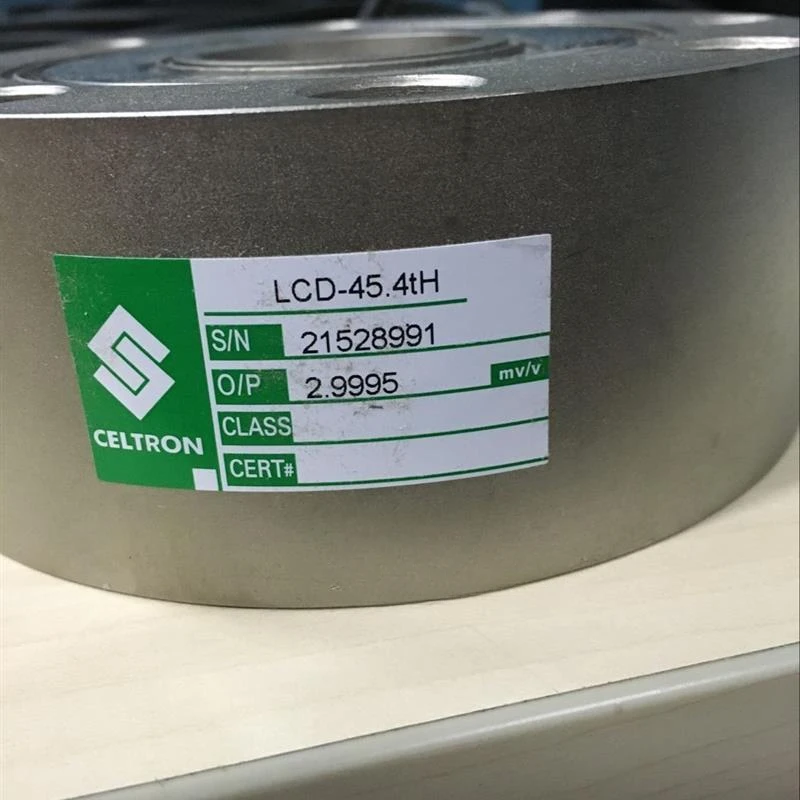 LCD-45.4tH
S/N 21528991
O/P 2.9995 mv/v
CLASS
CERT#
CELTRON